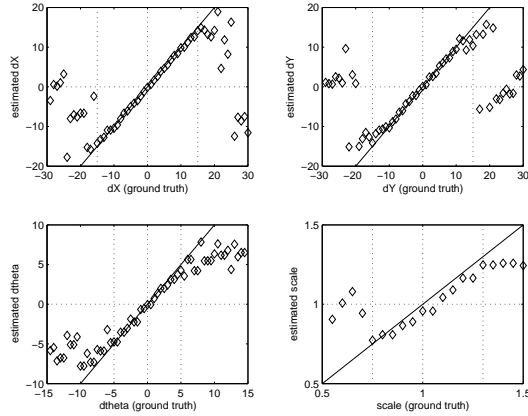 20
10
0
−10
−20
estimated dX
−30 −20 −10 0 10 20 30
dX (ground truth)
20
10
0
−10
−20
estimated dY
−30 −20 −10 0 10 20 30
dY (ground truth)
10
5
0
−5
−10
estimated dtheta
−15 −10 −5 0 5 10 15
dtheta (ground truth)
1.5
1
0.5
estimated scale
0.5 1 1.5
scale (ground truth)